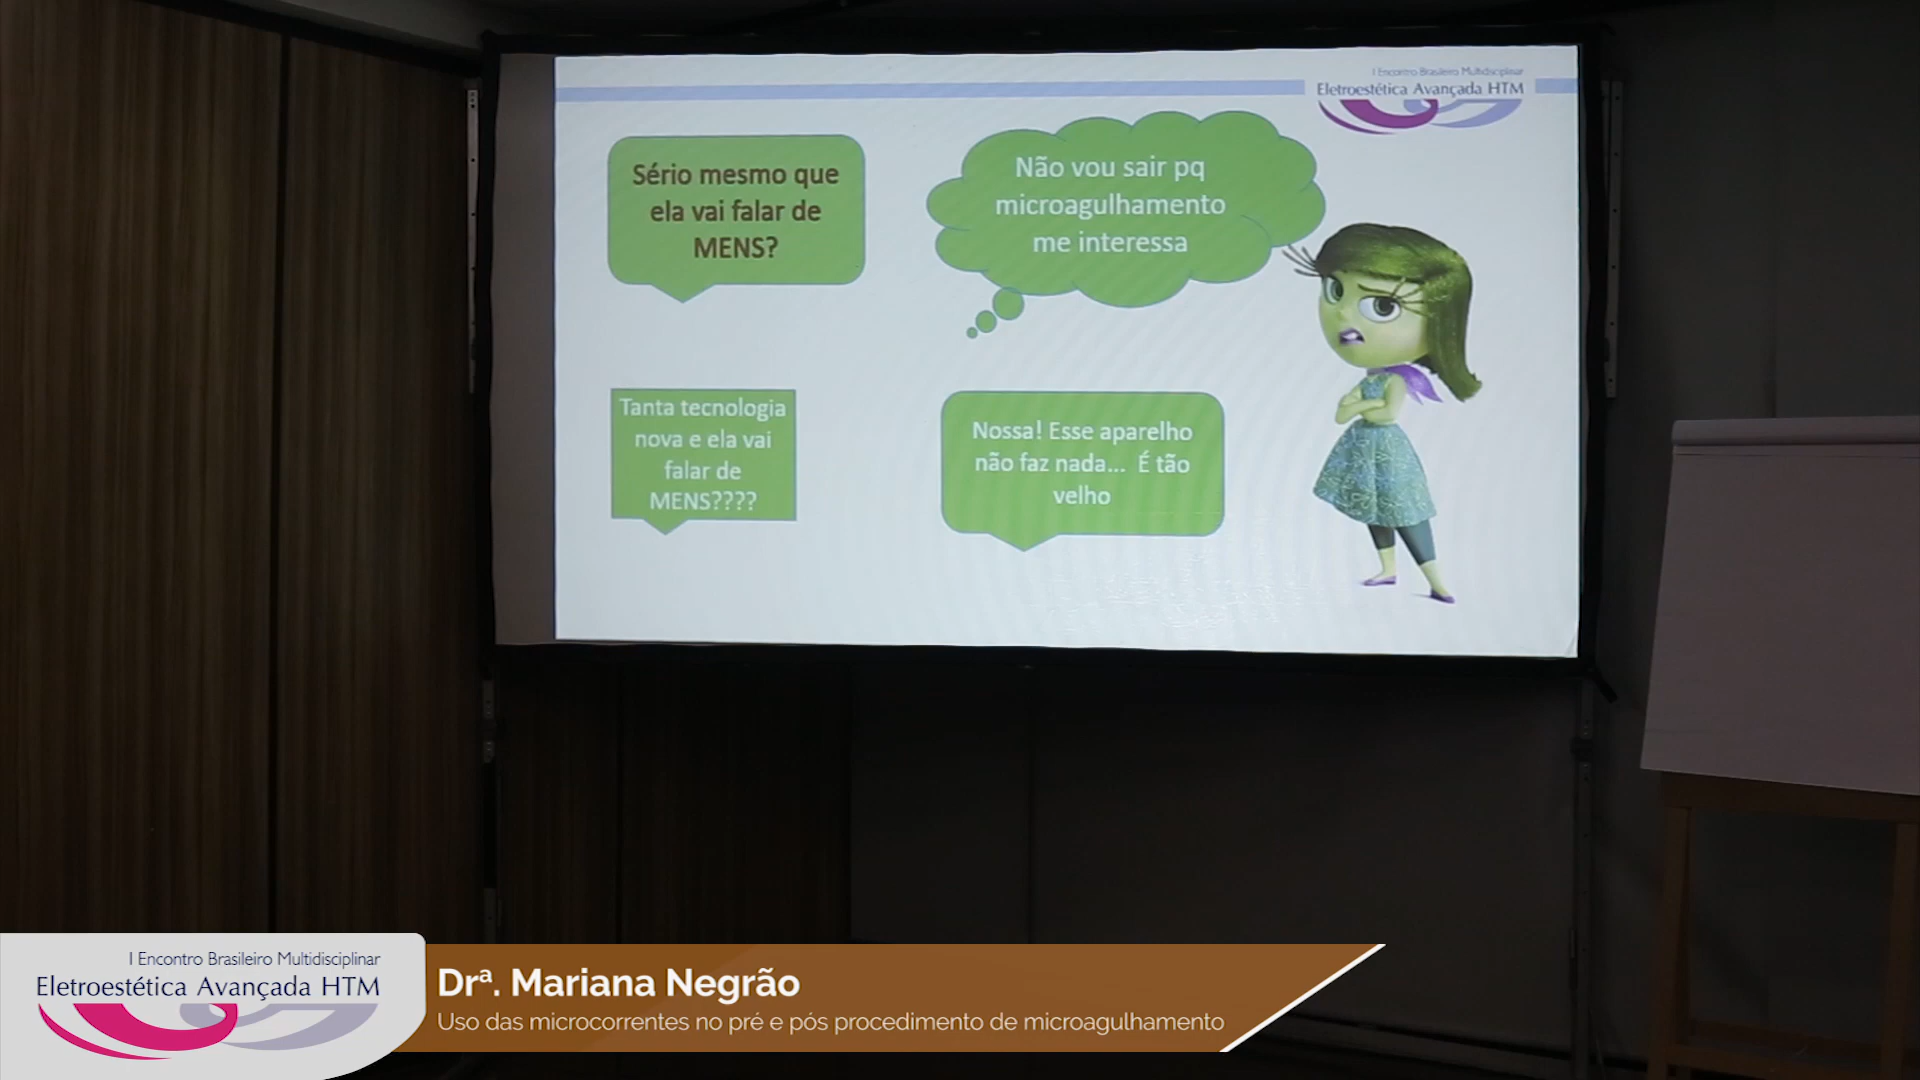 I Encontro Brasileiro Multidisciplinar
Eletroestética Avançada HTM
Sério mesmo que
ela vai falar de
MENS?
Não vou sair pq
microagulhamento
me interessa
Tanta tecnologia
nova e ela vai
falar de
MENS????
Nossa! Esse aparelho
não faz nada... É tão
velho
I Encontro Brasileiro Multidisciplinar
Eletroestética Avançada HTM
Drª. Mariana Negrão
Uso das microcorrentes no pré e pós procedimento de microagulhamento